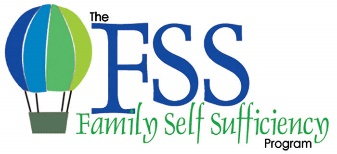 The
FSS
Family Self Sufficiency
Program